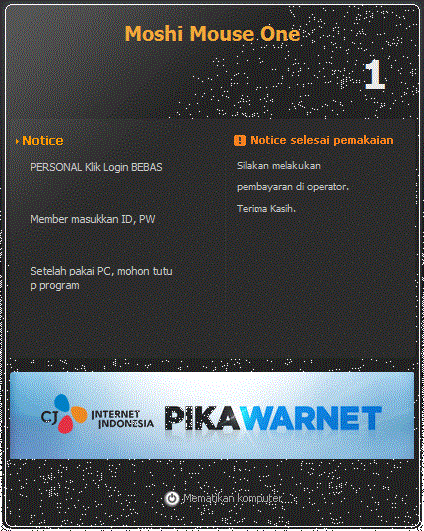 Moshi Mouse One
1
Notice
PERSONAL Klik Login BEBAS
Member masukkan ID, PW
Setelah pakai PC, mohon tutu
p program
Notice selesai pemakaian
Silakan melakukan
pembayaran di operator.
Terima Kasih.
CJ INTERNET
INDONESIA
PIKAWARNET
Mematikan komputer